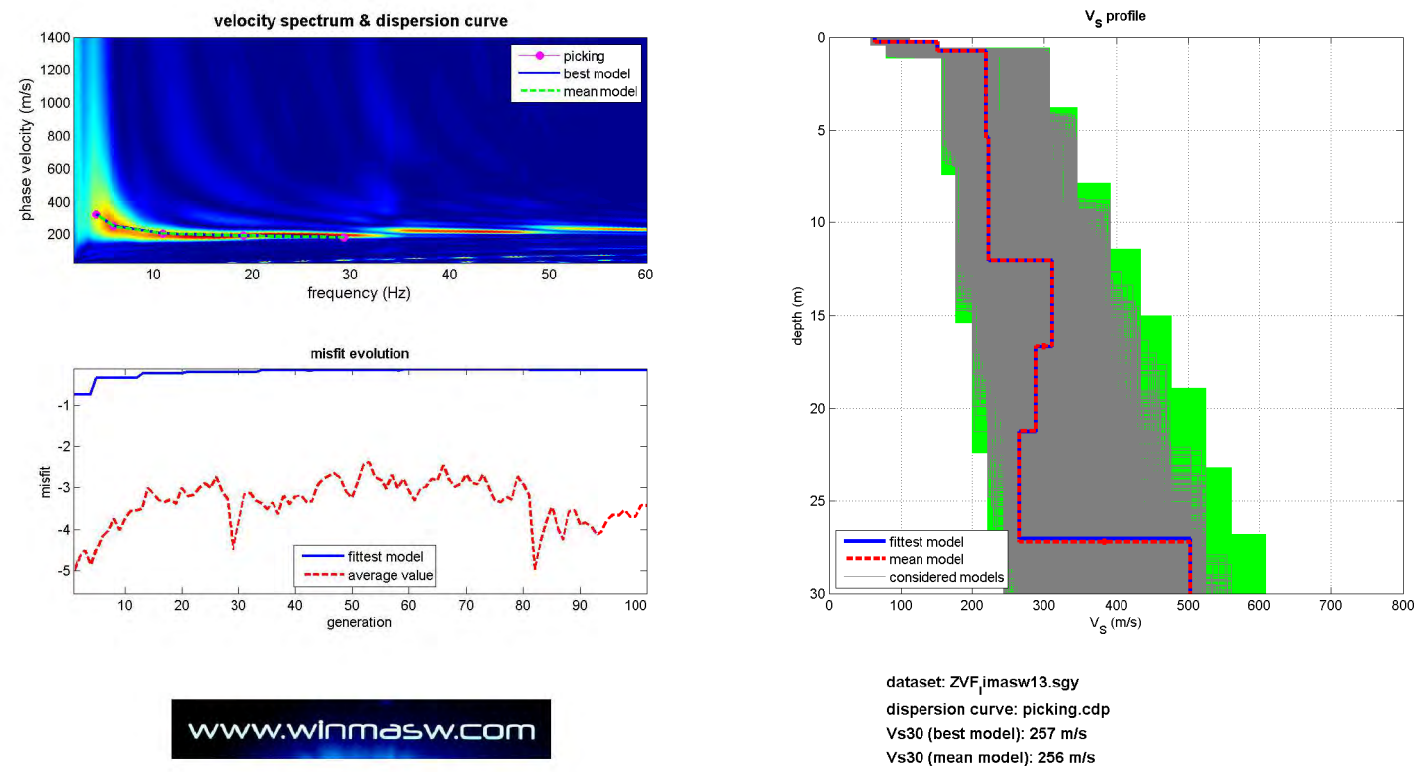 velocity spectrum & dispersion curve
1400
1200
1000
800
600
400
200
phase velocity (m/s)
picking
best model
mean model
10
20
30
40
50
60
frequency (Hz)
misfit evolution
-1
-2
-3
-4
-5
misfit
fittest model
average value
10
20
30
40
50
60
70
80
90
100
generation
www.winmasw.com
VS profile
0
5
10
15
20
25
30
depth (m)
fittest model
mean model
considered models
0
100
200
300
400
500
600
700
800
VS (m/s)
dataset: ZVFlimasw13.sgy
dispersion curve: picking.cdp
Vs30 (best model): 257 m/s
Vs30 (mean model): 256 m/s